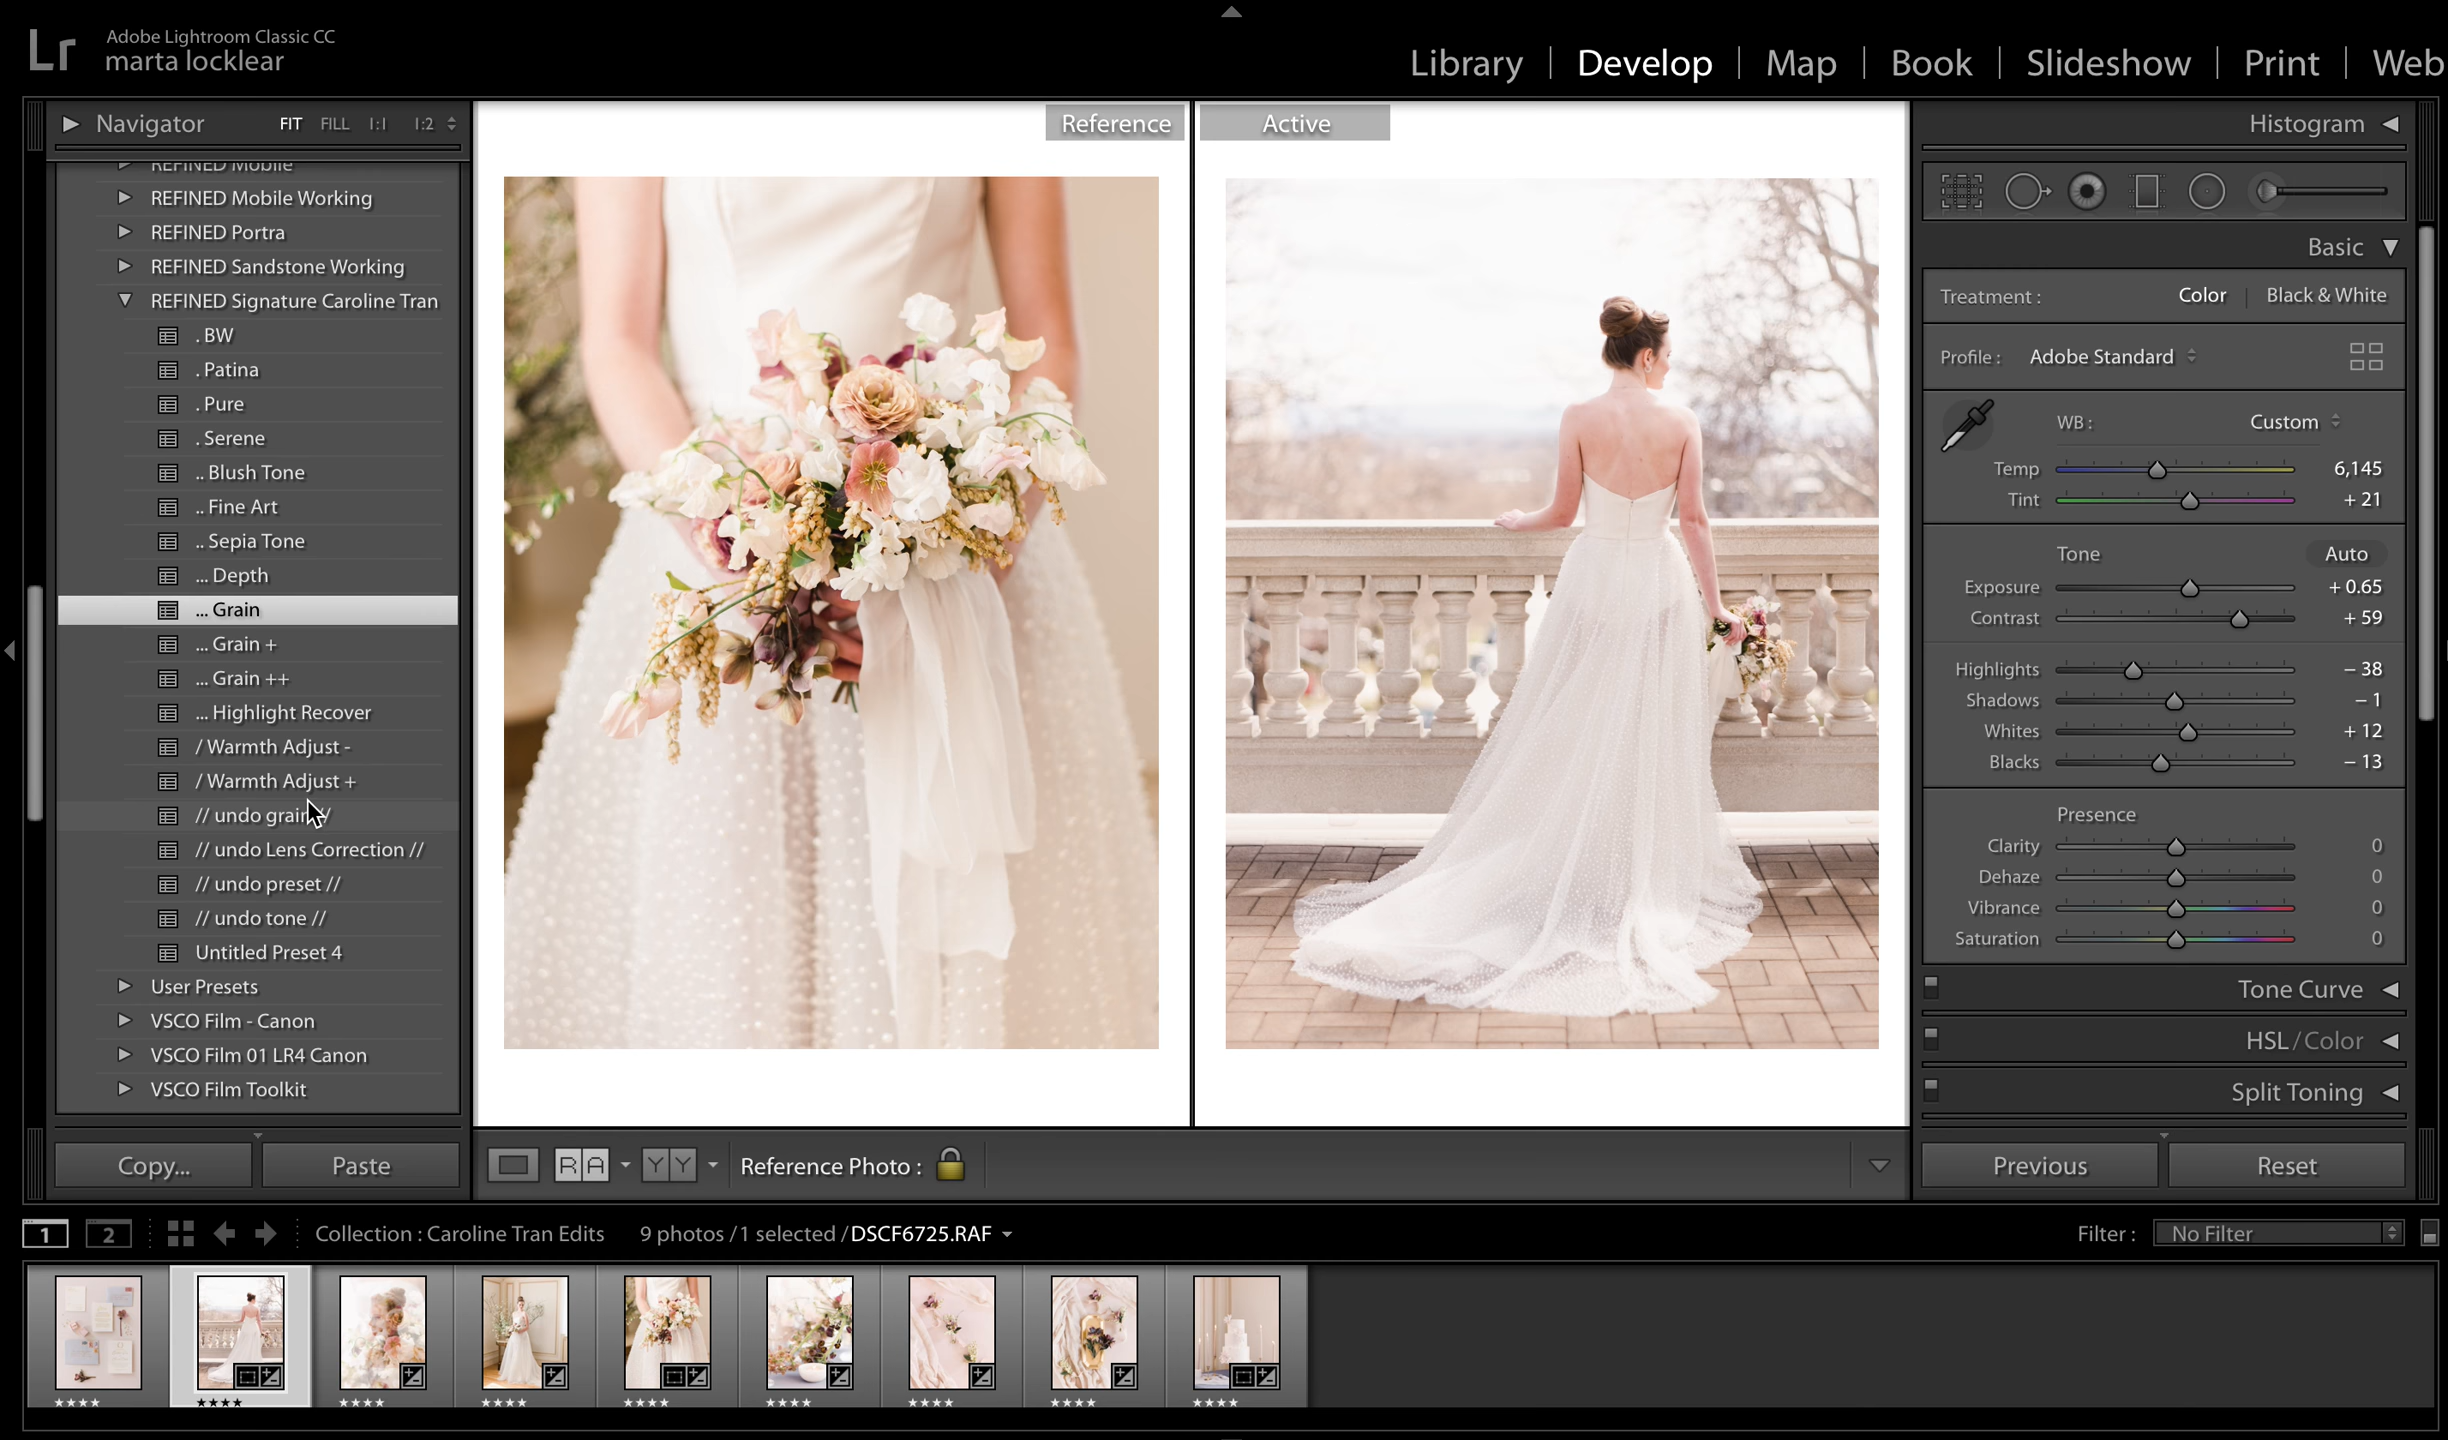 Lr
Adobe Lightroom Classic CC
marta locklear
Library | Develop | Map | Book | Slideshow | Print | Web
Navigator FIT FILL 1:1 1:2
REFINED Mobile
REFINED Mobile Working
REFINED Portra
REFINED Sandstone Working
REFINED Signature Caroline Tran
. BW
. Patina
. Pure
. Serene
.. Blush Tone
.. Fine Art
.. Sepia Tone
... Depth
... Grain
... Grain +
... Grain ++
... Highlight Recover
/ Warmth Adjust -
/ Warmth Adjust +
// undo grain //
// undo Lens Correction //
// undo preset //
// undo tone //
Untitled Preset 4
User Presets
VSCO Film - Canon
VSCO Film 01 LR4 Canon
VSCO Film Toolkit
Copy... Paste
Reference
Active
RA YY Reference Photo :
Histogram
Basic
Treatment : Color | Black & White
Profile : Adobe Standard
WB : Custom
Temp 6,145
Tint + 21
Tone Auto
Exposure + 0.65
Contrast + 59
Highlights − 38
Shadows − 1
Whites + 12
Blacks − 13
Presence
Clarity 0
Dehaze 0
Vibrance 0
Saturation 0
Tone Curve
HSL / Color
Split Toning
Previous Reset
1 2 Collection : Caroline Tran Edits 9 photos / 1 selected / DSCF6725.RAF Filter : No Filter